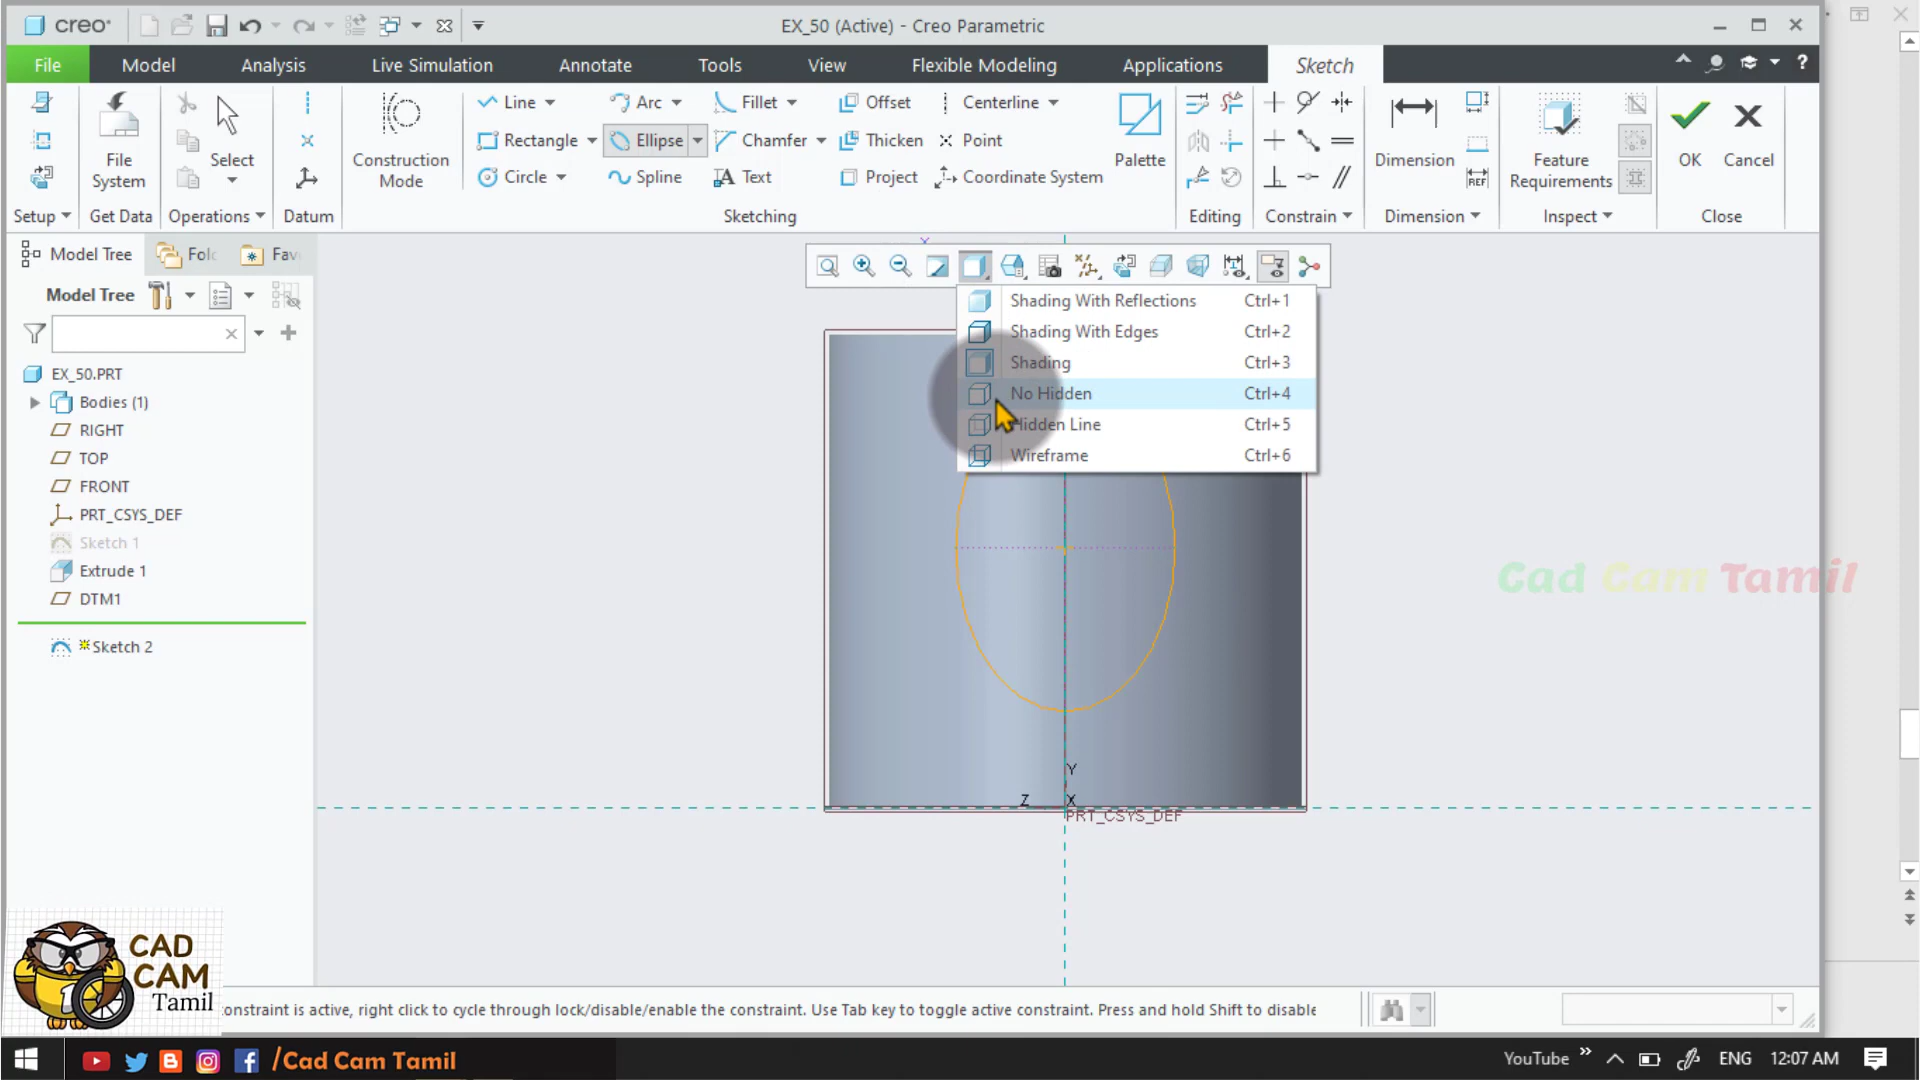 creo
EX_50 (Active) - Creo Parametric
File Model Analysis Live Simulation Annotate Tools View Flexible Modeling Applications Sketch
Line Arc Fillet Offset Centerline
Rectangle Ellipse Chamfer Thicken Point
Circle Spline Text Project Coordinate System
File System
Select
Construction Mode
Palette
Dimension
Feature Requirements
OK Cancel
Setup Get Data Operations Datum Sketching Editing Constrain Dimension Inspect Close
Model Tree Fol Fav
Model Tree
EX_50.PRT
Bodies (1)
RIGHT
TOP
FRONT
PRT_CSYS_DEF
Sketch 1
Extrude 1
DTM1
Sketch 2
Shading With Reflections Ctrl+1
Shading With Edges Ctrl+2
Shading Ctrl+3
No Hidden Ctrl+4
Hidden Line Ctrl+5
Wireframe Ctrl+6
Y
Z X
PRT_CSYS_DEF
Cad Cam Tamil
CAD
CAM
Tamil
onstraint is active, right click to cycle through lock/disable/enable the constraint. Use Tab key to toggle active constraint. Press and hold Shift to disable
/Cad Cam Tamil
YouTube ENG 12:07 AM